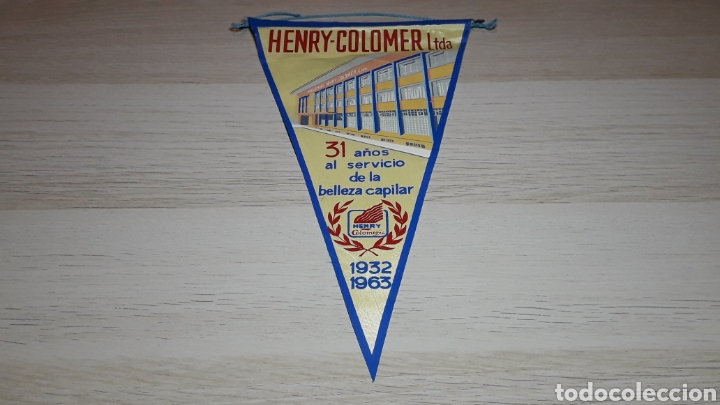 HENRY-COLOMER Ltda
31 años
al servicio
de la
belleza capilar
HENRY
Colomer
1932
1963
todocoleccion